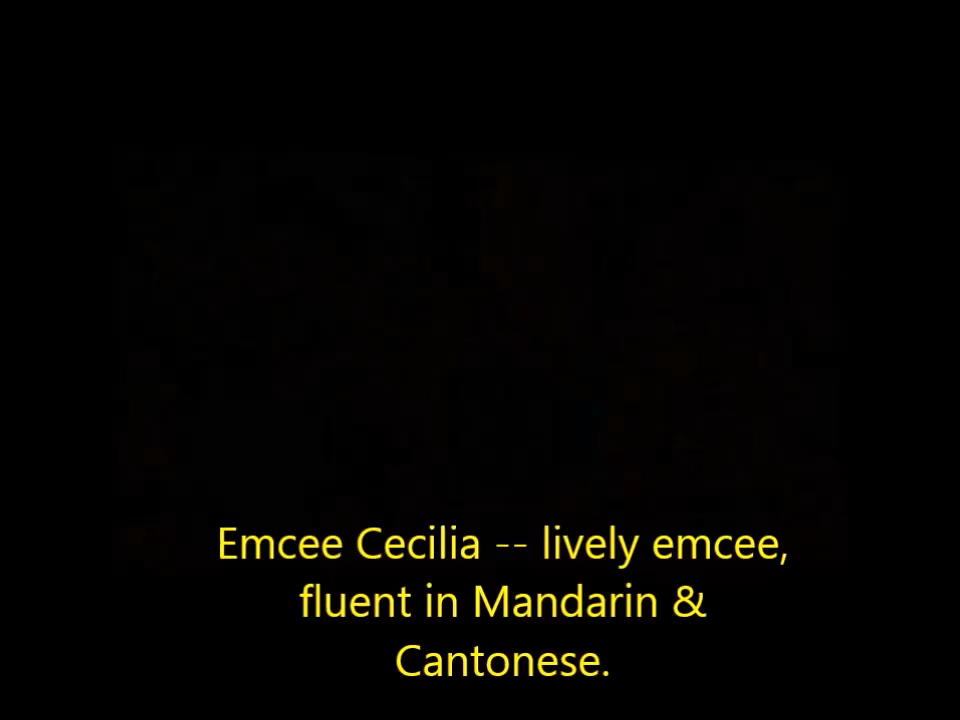 Emcee Cecilia -- lively emcee,
fluent in Mandarin &
Cantonese.